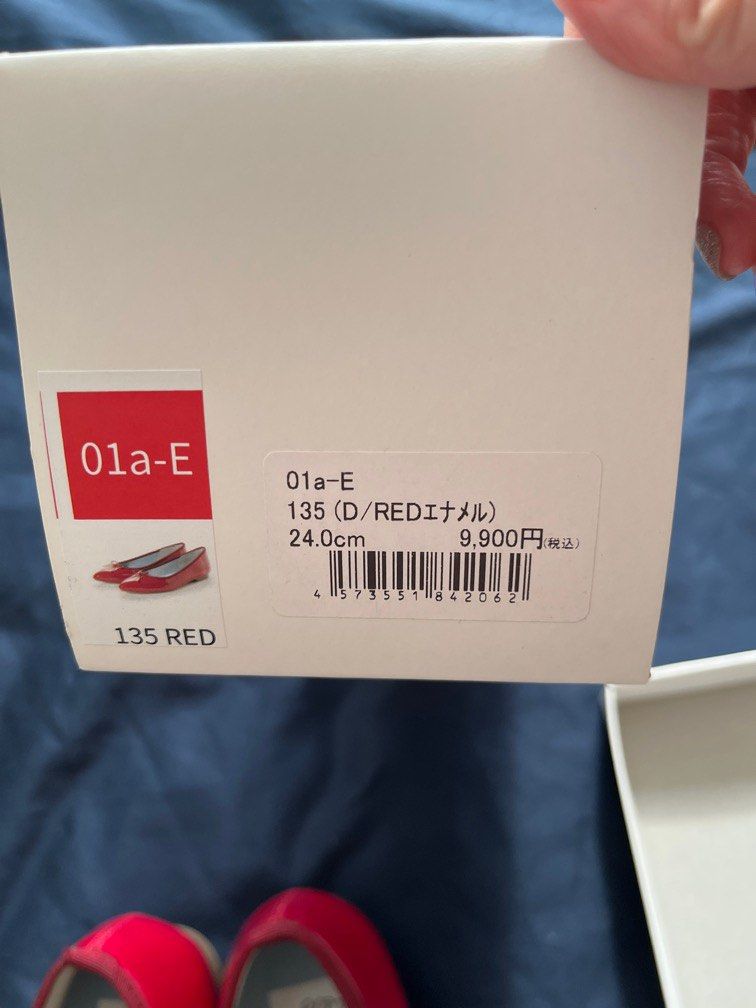 01a-E
135 RED
01a-E
135 (D/REDエナメル)
24.0cm 9,900円(税込)
4 573551 842062